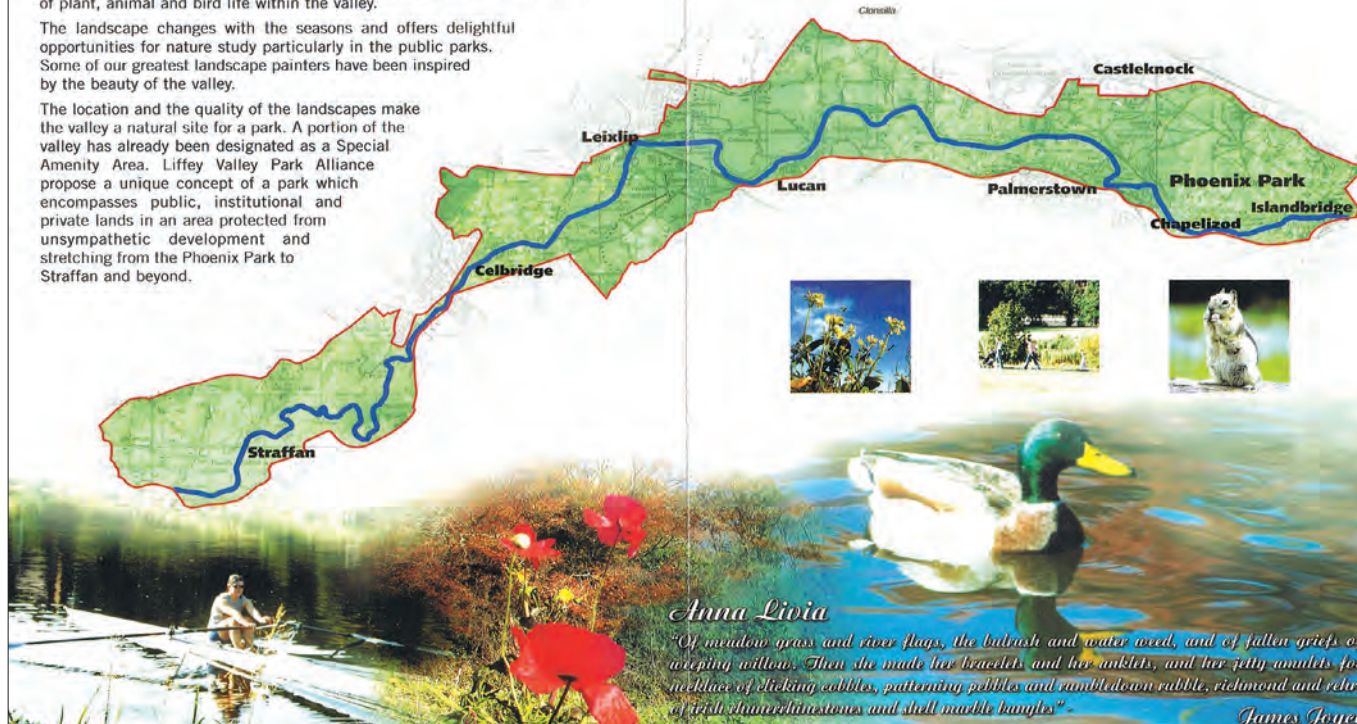 of plant, animal and bird life within the valley.
The landscape changes with the seasons and offers delightful
opportunities for nature study particularly in the public parks.
Some of our greatest landscape painters have been inspired
by the beauty of the valley.
The location and the quality of the landscapes make
the valley a natural site for a park. A portion of the
valley has already been designated as a Special
Amenity Area. Liffey Valley Park Alliance
propose a unique concept of a park which
encompasses public, institutional and
private lands in an area protected from
unsympathetic development and
stretching from the Phoenix Park to
Straffan and beyond.
Clonsilla
Castleknock
Leixlip
Lucan
Palmerstown
Phoenix Park
Islandbridge
Chapelizod
Celbridge
Straffan
Anna Livia
"Of meadow grass and river flags, the bulrush and water weed, and of fallen griefs o
weeping willow. Then she made her bracelets and her anklets, and her jetty amulets fo
necklace of clicking cobbles, pattering pebbles and rumbledown rubble, richmond and rehr
of irish rhunerhinestones and shell marble bangles" -
James Joy